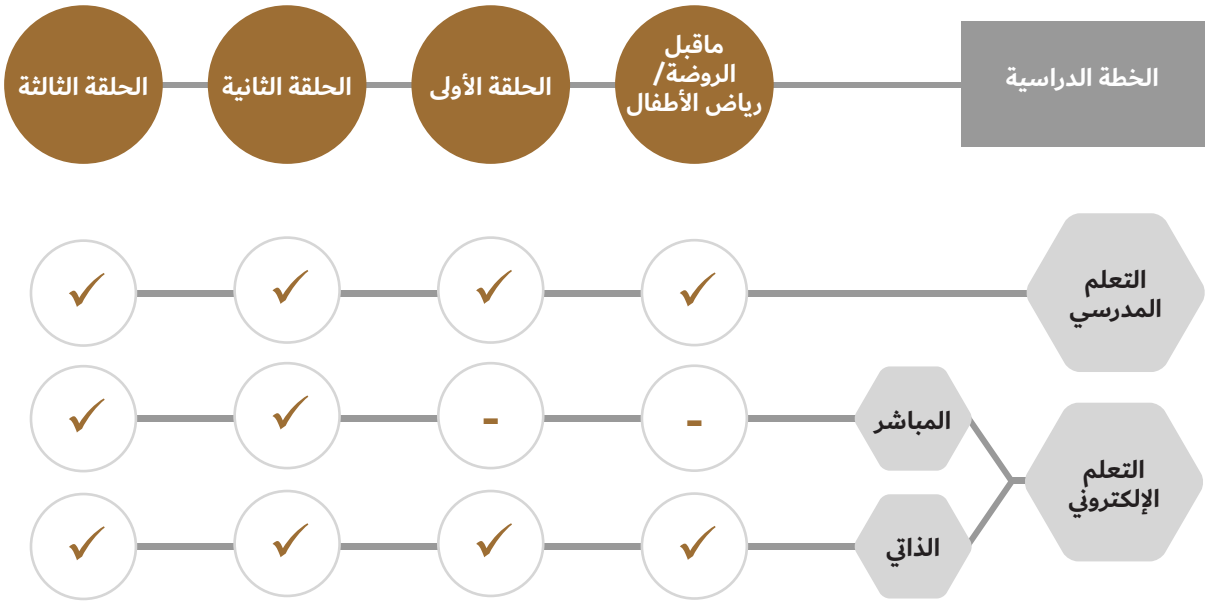 الخطة الدراسية
ماقبل
الروضة/
رياض الأطفال
الحلقة الأولى
الحلقة الثانية
الحلقة الثالثة
التعلم
المدرسي
✓
✓
✓
✓
التعلم
الإلكتروني
المباشر
-
-
✓
✓
الذاتي
✓
✓
✓
✓